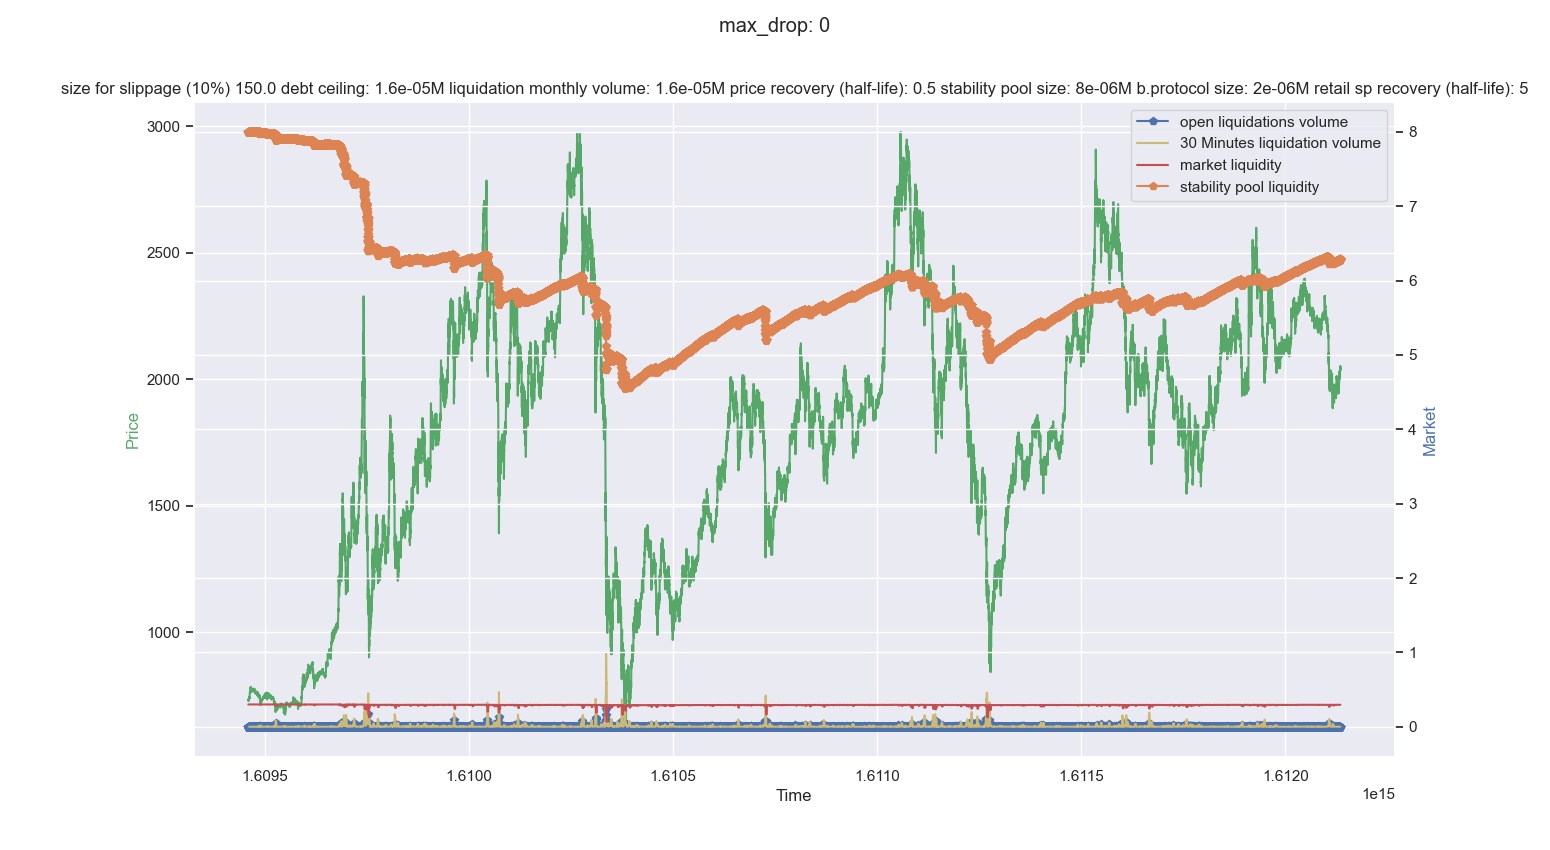 max_drop: 0
size for slippage (10%) 150.0 debt ceiling: 1.6e-05M liquidation monthly volume: 1.6e-05M price recovery (half-life): 0.5 stability pool size: 8e-06M b.protocol size: 2e-06M retail sp recovery (half-life): 5
open liquidations volume
30 Minutes liquidation volume
market liquidity
stability pool liquidity
3000
2500
2000
1500
1000
Price
8
7
6
5
4
3
2
1
0
Market
1.6095 1.6100 1.6105 1.6110 1.6115 1.6120
Time
1e15